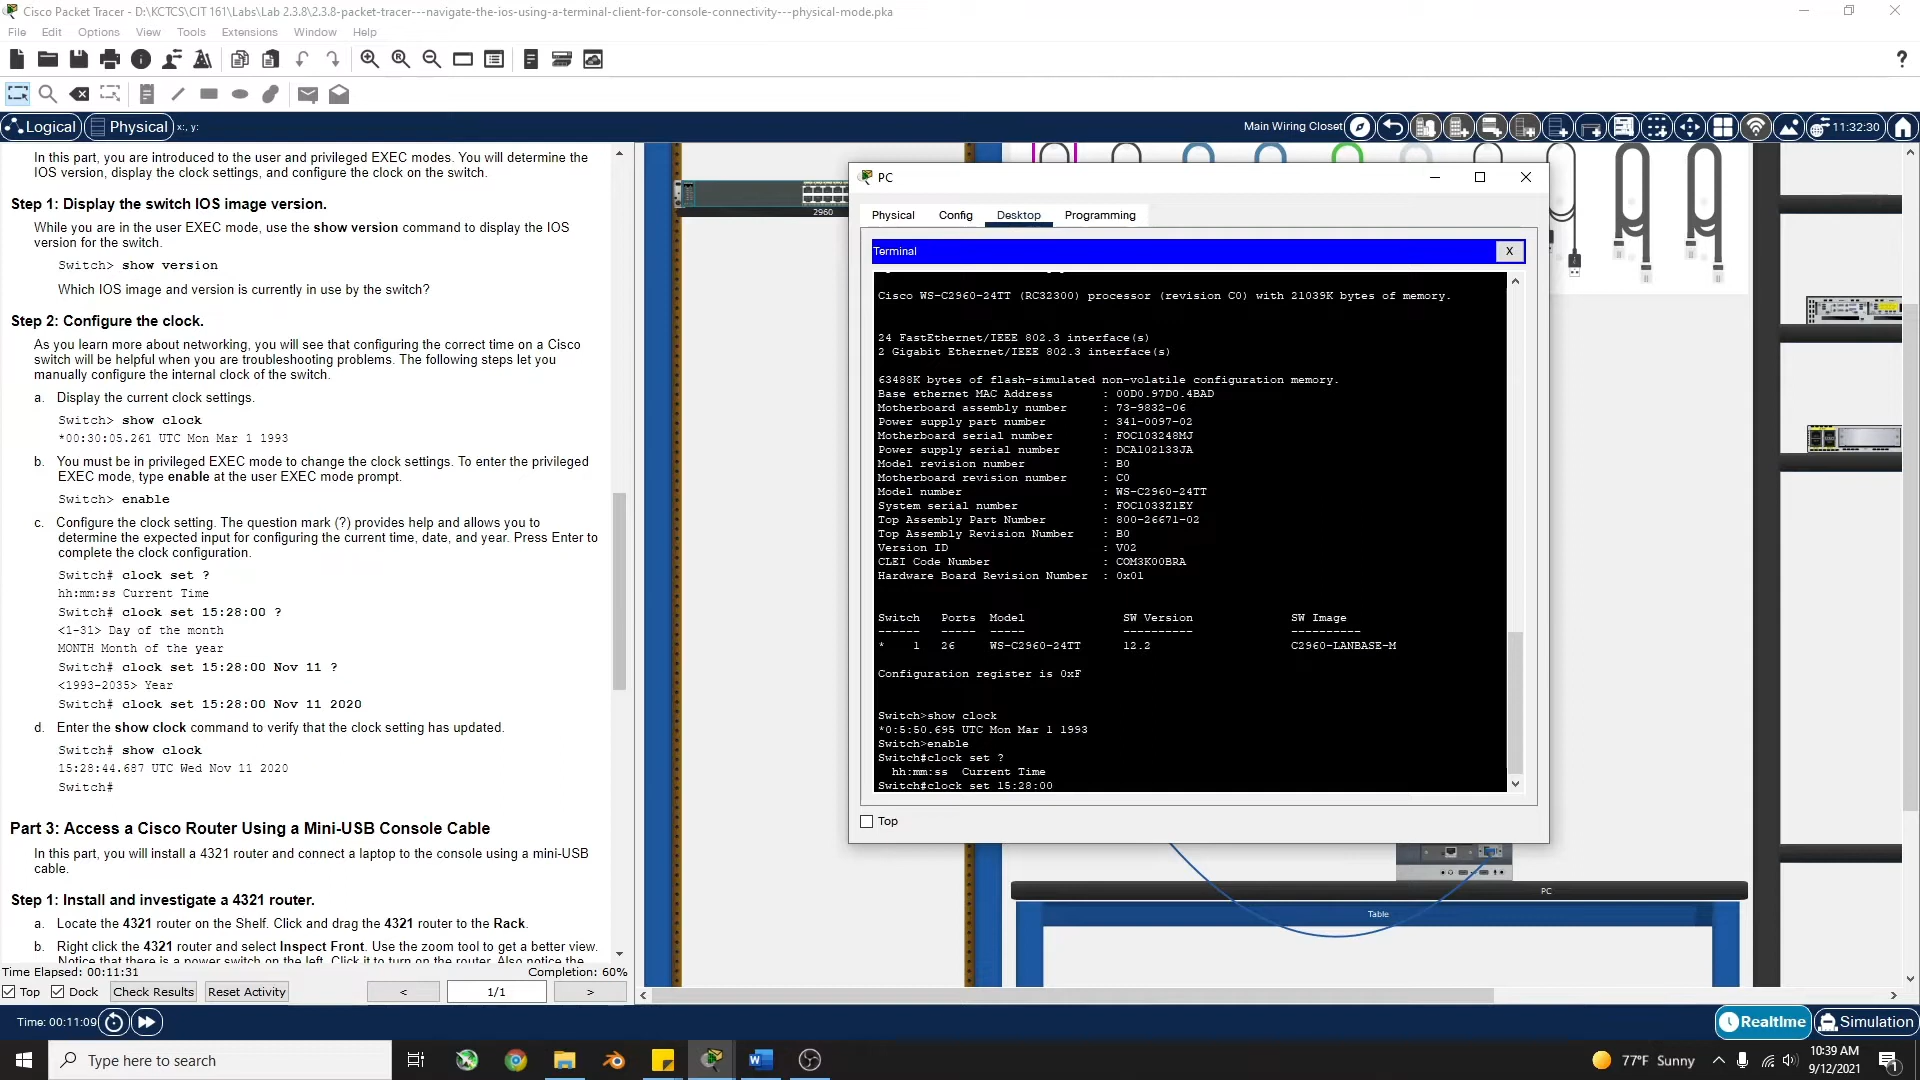 Cisco Packet Tracer - D:\KCTCS\CIT 161\Labs\Lab 2.3.8\2.3.8-packet-tracer---navigate-the-ios-using-a-terminal-client-for-console-connectivity---physical-mode.pka
File Edit Options View Tools Extensions Window Help
Logical Physical x:, y:
Main Wiring Closet 11:32:30
In this part, you are introduced to the user and privileged EXEC modes. You will determine the
IOS version, display the clock settings, and configure the clock on the switch.
Step 1: Display the switch IOS image version.
While you are in the user EXEC mode, use the show version command to display the IOS
version for the switch.
Switch> show version
Which IOS image and version is currently in use by the switch?
Step 2: Configure the clock.
As you learn more about networking, you will see that configuring the correct time on a Cisco
switch will be helpful when you are troubleshooting problems. The following steps let you
manually configure the internal clock of the switch.
a. Display the current clock settings.
Switch> show clock
*00:30:05.261 UTC Mon Mar 1 1993
b. You must be in privileged EXEC mode to change the clock settings. To enter the privileged
EXEC mode, type enable at the user EXEC mode prompt.
Switch> enable
c. Configure the clock setting. The question mark (?) provides help and allows you to
determine the expected input for configuring the current time, date, and year. Press Enter to
complete the clock configuration.
Switch# clock set ?
hh:mm:ss Current Time
Switch# clock set 15:28:00 ?
<1-31> Day of the month
MONTH Month of the year
Switch# clock set 15:28:00 Nov 11 ?
<1993-2035> Year
Switch# clock set 15:28:00 Nov 11 2020
d. Enter the show clock command to verify that the clock setting has updated.
Switch# show clock
15:28:44.687 UTC Wed Nov 11 2020
Switch#
Part 3: Access a Cisco Router Using a Mini-USB Console Cable
In this part, you will install a 4321 router and connect a laptop to the console using a mini-USB
cable.
Step 1: Install and investigate a 4321 router.
a. Locate the 4321 router on the Shelf. Click and drag the 4321 router to the Rack.
b. Right click the 4321 router and select Inspect Front. Use the zoom tool to get a better view.
Notice that there is a power switch on the left. Click it to turn on the router. Also notice the
Time Elapsed: 00:11:31 Completion: 60%
Top Dock Check Results Reset Activity < 1/1 >
2960
PC
Physical Config Desktop Programming
Terminal X
Cisco WS-C2960-24TT (RC32300) processor (revision C0) with 21039K bytes of memory.
24 FastEthernet/IEEE 802.3 interface(s)
2 Gigabit Ethernet/IEEE 802.3 interface(s)
63488K bytes of flash-simulated non-volatile configuration memory.
Base ethernet MAC Address : 00D0.97D0.4BAD
Motherboard assembly number : 73-9832-06
Power supply part number : 341-0097-02
Motherboard serial number : FOC103248MJ
Power supply serial number : DCA102133JA
Model revision number : B0
Motherboard revision number : C0
Model number : WS-C2960-24TT
System serial number : FOC1033Z1EY
Top Assembly Part Number : 800-26671-02
Top Assembly Revision Number : B0
Version ID : V02
CLEI Code Number : COM3K00BRA
Hardware Board Revision Number : 0x01
Switch Ports Model SW Version SW Image
------ ----- ----- ---------- ----------
* 1 26 WS-C2960-24TT 12.2 C2960-LANBASE-M
Configuration register is 0xF
Switch>show clock
*0:5:50.695 UTC Mon Mar 1 1993
Switch>enable
Switch#clock set ?
hh:mm:ss Current Time
Switch#clock set 15:28:00
Top
PC
Table
Time: 00:11:09
Realtime Simulation
Type here to search
77°F Sunny
10:39 AM
9/12/2021
1